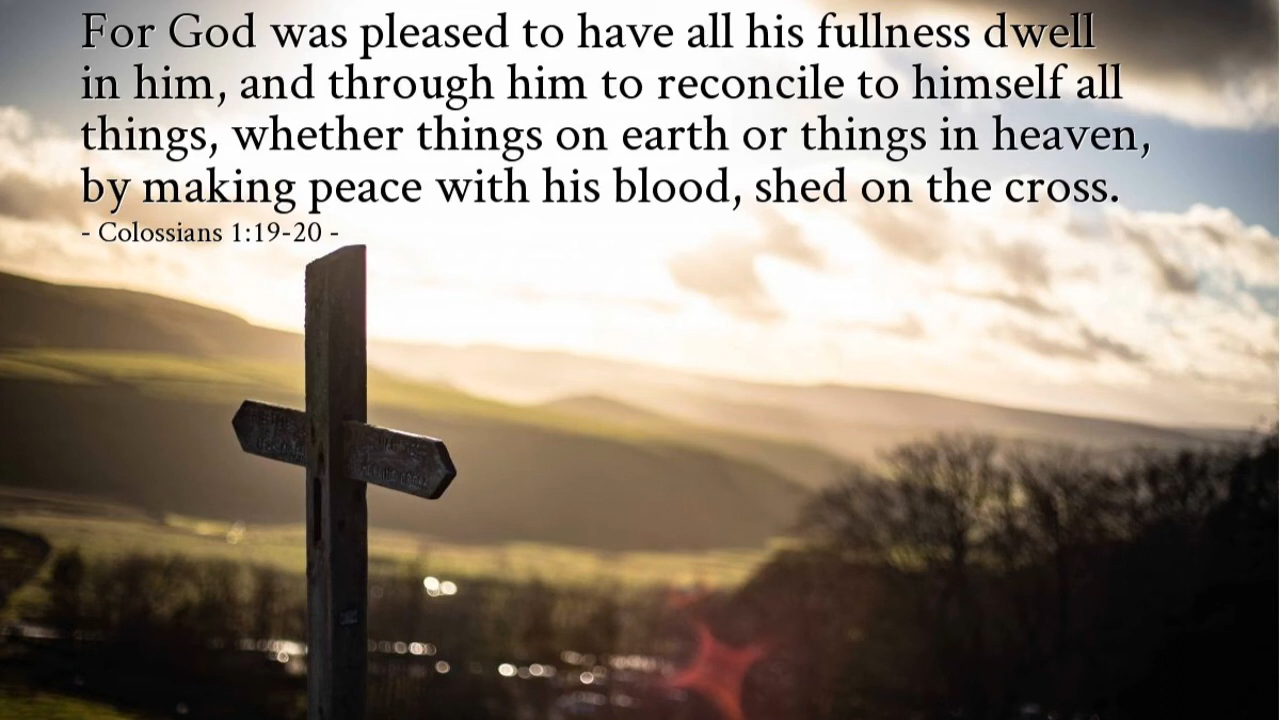 For God was pleased to have all his fullness dwell
in him, and through him to reconcile to himself all
things, whether things on earth or things in heaven,
by making peace with his blood, shed on the cross.
- Colossians 1:19-20 -